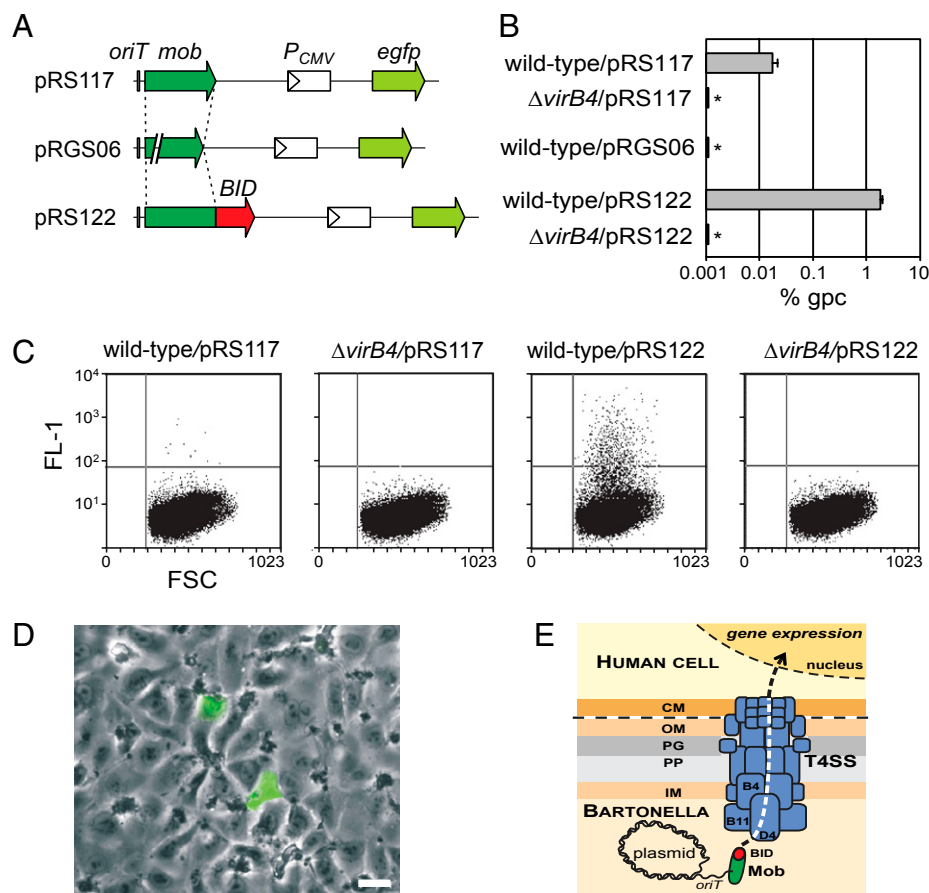 A
oriT mob P_CMV egfp
pRS117
pRGS06
BID
pRS122
B
wild-type/pRS117
ΔvirB4/pRS117 *
wild-type/pRGS06 *
wild-type/pRS122
ΔvirB4/pRS122 *
0.001 0.01 0.1 1 10
% gpc
C
wild-type/pRS117 ΔvirB4/pRS117 wild-type/pRS122 ΔvirB4/pRS122
10⁴
10³
10²
10¹
FL-1
0 1023 0 1023 0 1023 0 1023
FSC
D
E
gene expression
nucleus
HUMAN CELL
CM
OM
PG
PP
T4SS
IM
B4
BARTONELLA
B11
D4
plasmid
BID
Mob
oriT